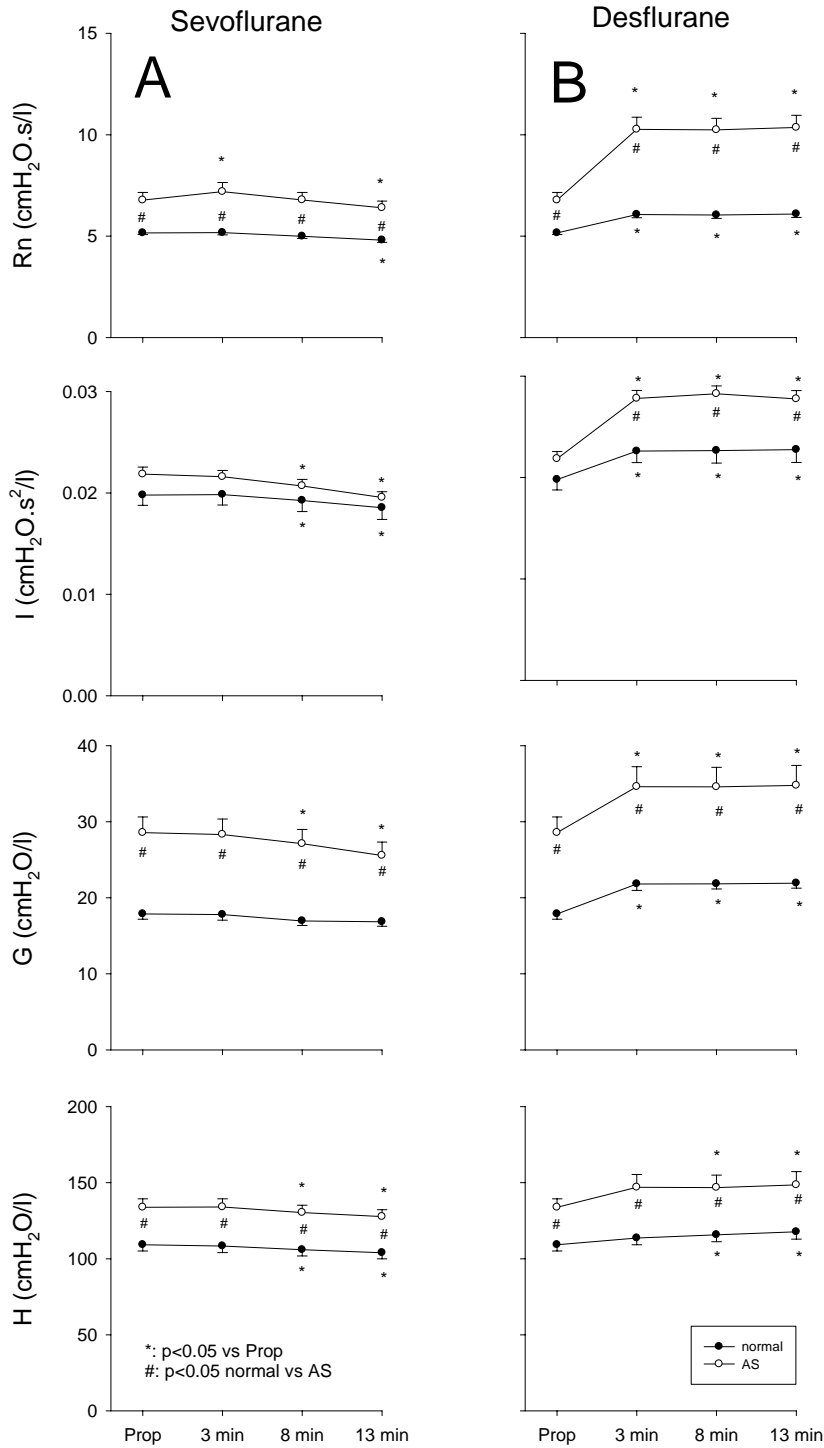 Sevoflurane
Desflurane
A
B
Rn (cmH2O.s/l)
15
10
5
0
* *
# # # #
*
* * *
# # # #
* * *
I (cmH2O.s²/l)
0.03
0.02
0.01
0.00
* *
* *
* * *
# # #
* * *
G (cmH2O/l)
40
30
20
10
0
* *
# # # #
* * *
# # # #
* * *
H (cmH2O/l)
200
150
100
50
0
* *
# # # #
* *
* *
# # # #
* *
*: p<0.05 vs Prop
#: p<0.05 normal vs AS
normal
AS
Prop 3 min 8 min 13 min
Prop 3 min 8 min 13 min